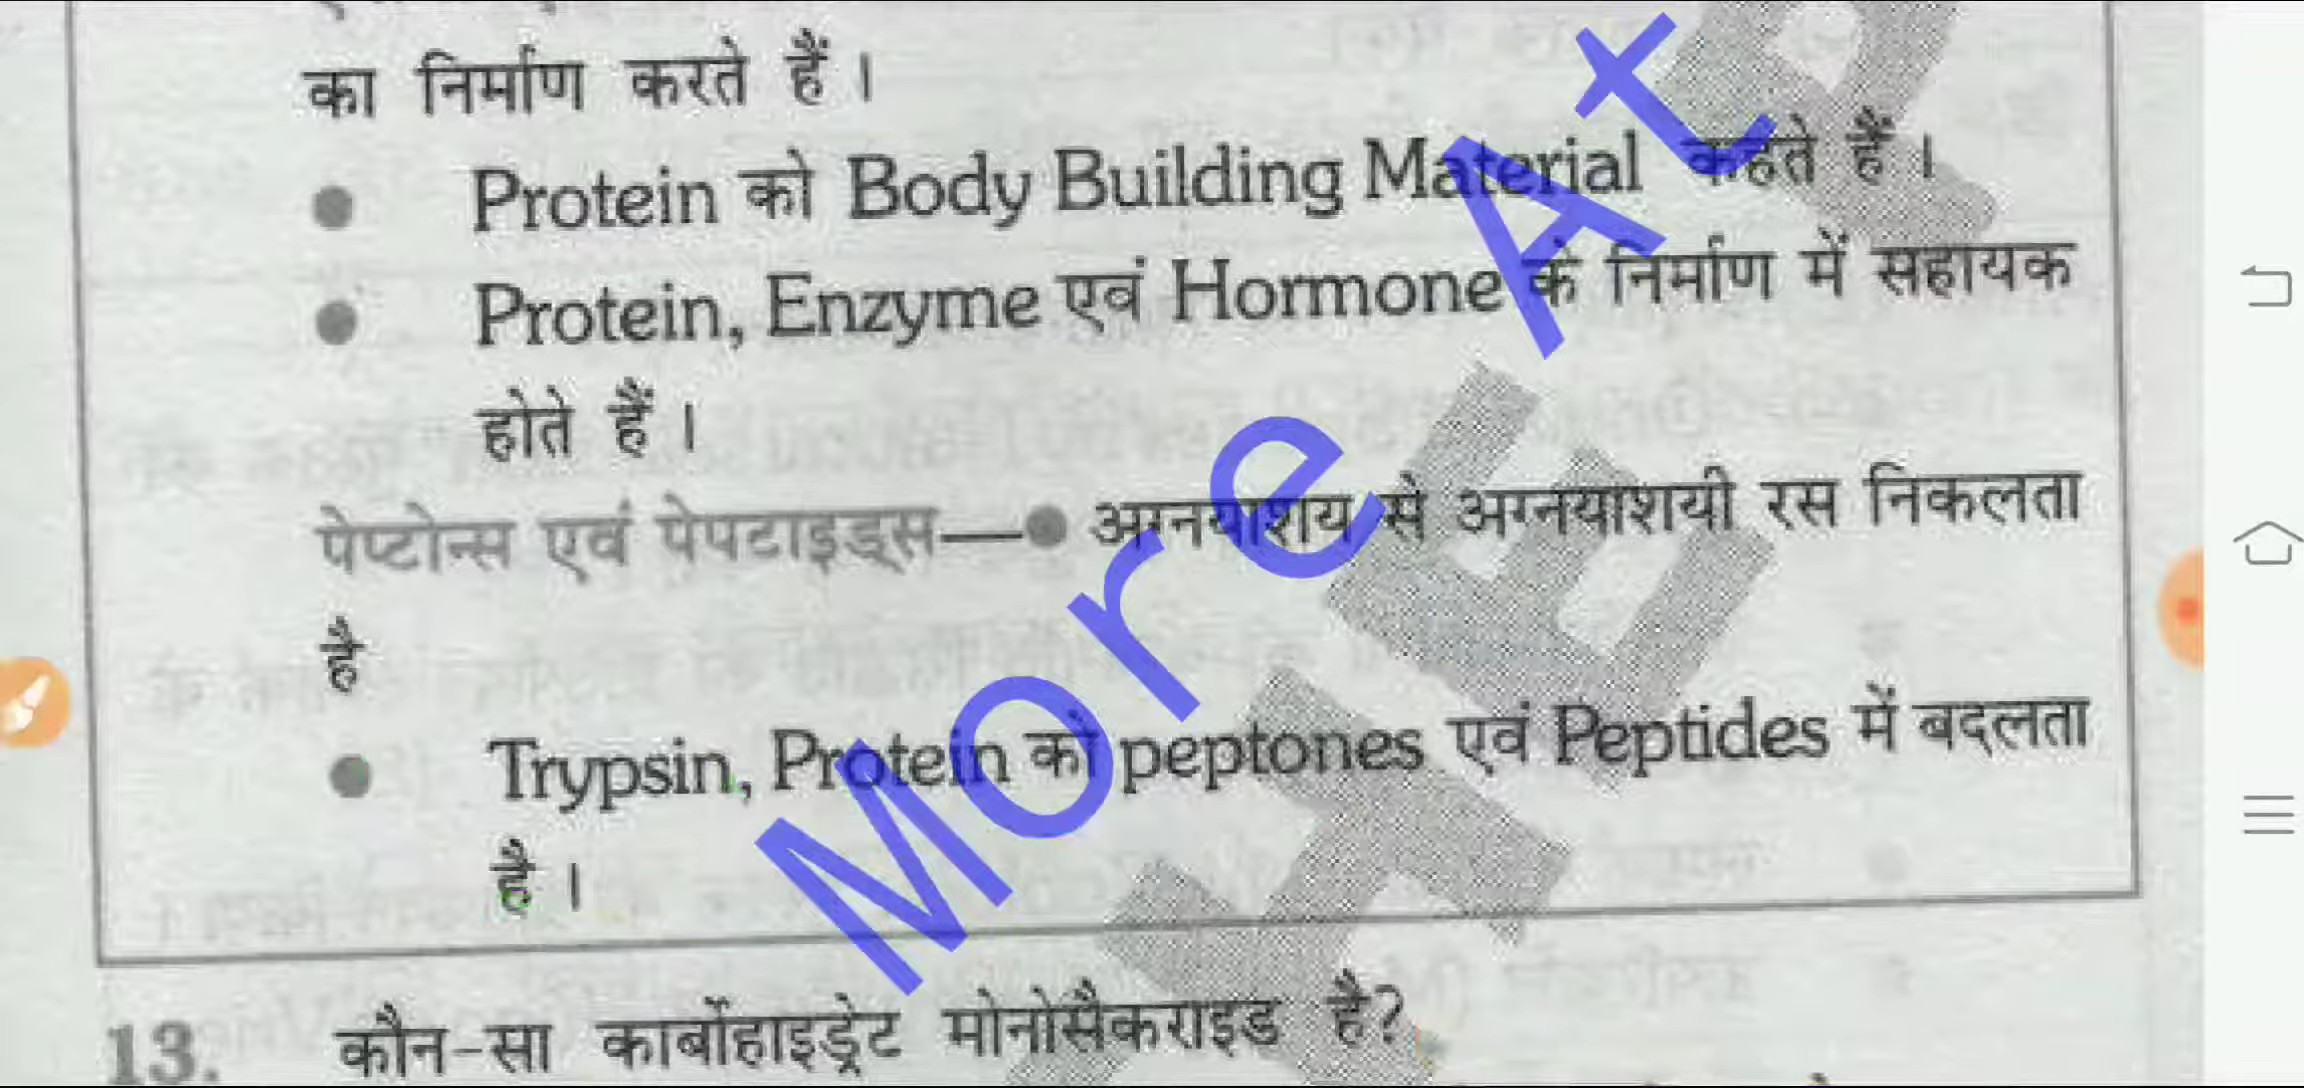 का निर्माण करते हैं ।
● Protein को Body Building Material कहते हैं ।
● Protein, Enzyme एवं Hormone के निर्माण में सहायक
होते हैं ।
पेप्टोन्स एवं पेपटाइड्स—● अग्नयाशय से अग्नयाशयी रस निकलता
है
● Trypsin, Protein को peptones एवं Peptides में बदलता
है ।
13. कौन-सा कार्बोहाइड्रेट मोनोसैकराइड है?
More At